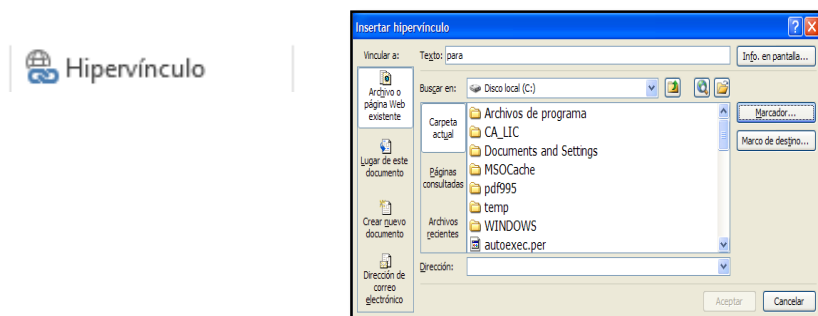 Hipervínculo
Insertar hipervínculo
Vincular a:
Texto: para
Info. en pantalla...
Archivo o
página Web
existente
Lugar de este
documento
Crear nuevo
documento
Dirección de
correo
electrónico
Buscar en: Disco local (C:)
Carpeta
actual
Páginas
consultadas
Archivos
recientes
Archivos de programa
CA_LIC
Documents and Settings
MSOCache
pdf995
temp
WINDOWS
autoexec.per
Marcador...
Marco de destino...
Dirección:
Aceptar
Cancelar